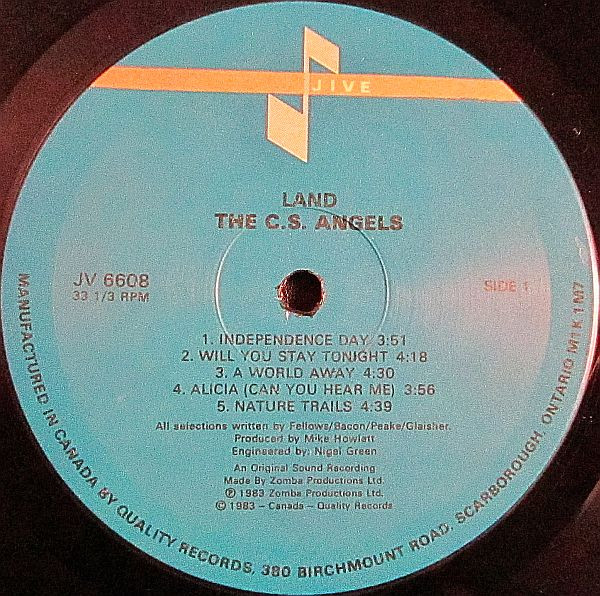 JIVE
LAND
THE C.S. ANGELS
JV 6608
33 1/3 RPM
SIDE 1
1. INDEPENDENCE DAY 3:51
2. WILL YOU STAY TONIGHT 4:18
3. A WORLD AWAY 4:30
4. ALICIA (CAN YOU HEAR ME) 3:56
5. NATURE TRAILS 4:39
All selections written by Fellows/Bacon/Peake/Glaisher.
Produced by Mike Howlatt
Engineered by: Nigel Green
An Original Sound Recording
Made By Zomba Productions Ltd.
℗ 1983 Zomba Productions Ltd.
© 1983 – Canada – Quality Records
MANUFACTURED IN CANADA BY QUALITY RECORDS, 380 BIRCHMOUNT ROAD, SCARBOROUGH, ONTARIO M1K 1M7